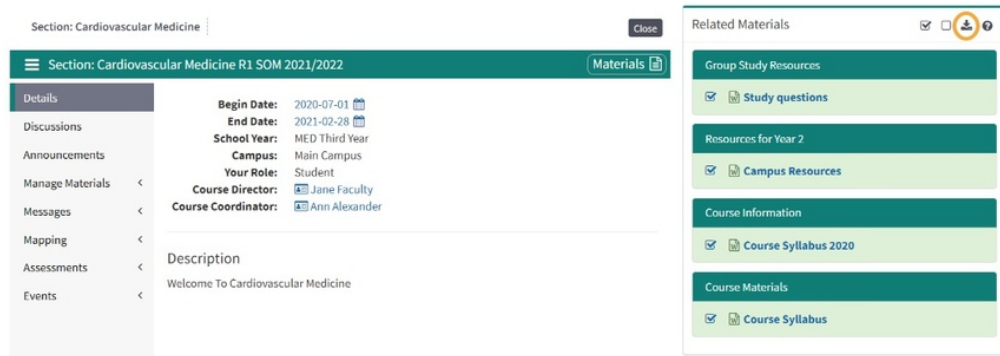 Section: Cardiovascular Medicine
Close
Section: Cardiovascular Medicine R1 SOM 2021/2022
Materials
Details
Discussions
Announcements
Manage Materials
Messages
Mapping
Assessments
Events
Begin Date: 2020-07-01
End Date: 2021-02-28
School Year: MED Third Year
Campus: Main Campus
Your Role: Student
Course Director: Jane Faculty
Course Coordinator: Ann Alexander
Description
Welcome To Cardiovascular Medicine
Related Materials
Group Study Resources
Study questions
Resources for Year 2
Campus Resources
Course Information
Course Syllabus 2020
Course Materials
Course Syllabus